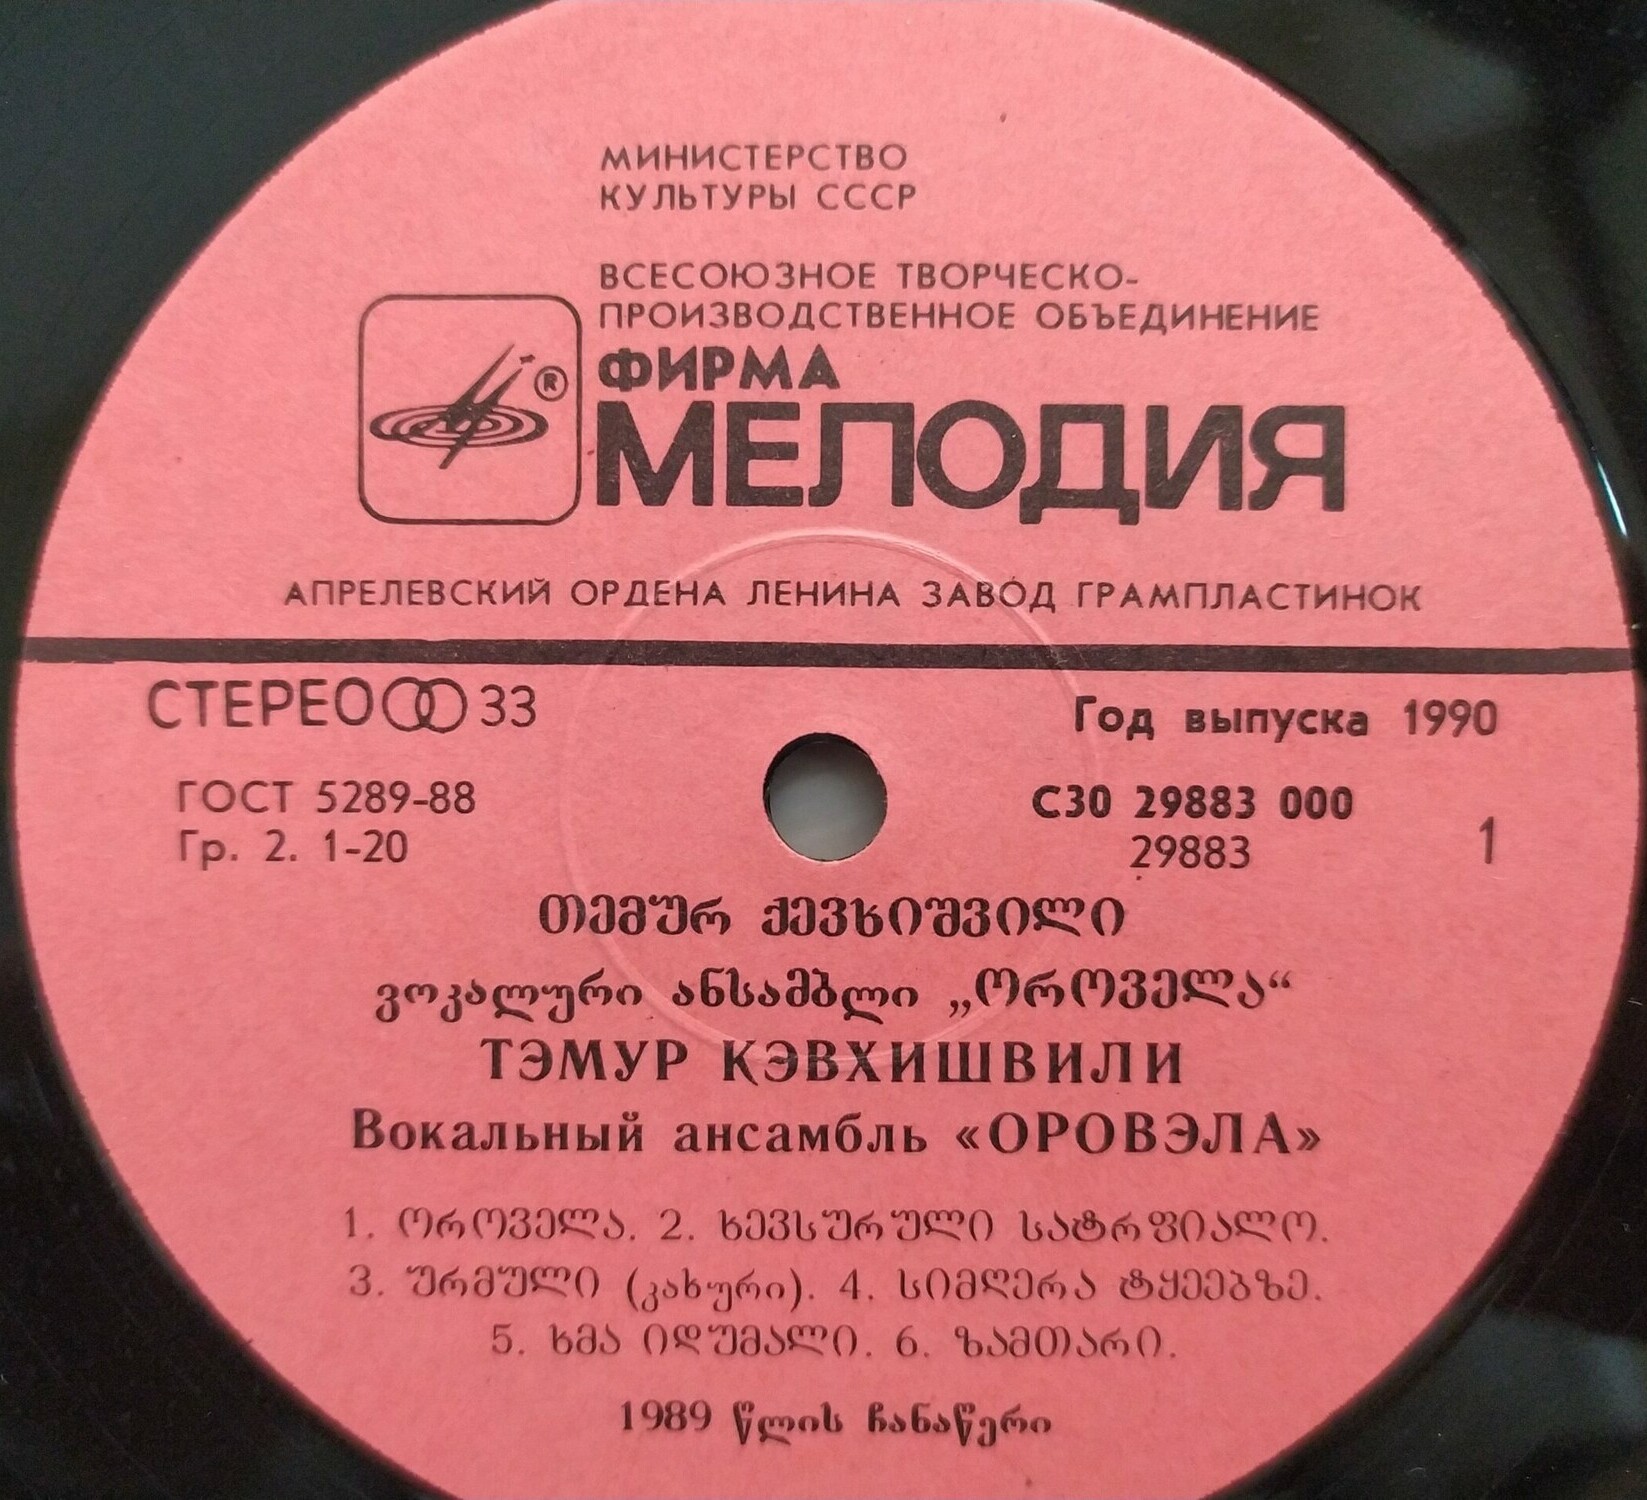 МИНИСТЕРСТВО
КУЛЬТУРЫ СССР
ВСЕСОЮЗНОЕ ТВОРЧЕСКО-
ПРОИЗВОДСТВЕННОЕ ОБЪЕДИНЕНИЕ
®
ФИРМА
МЕЛОДИЯ
АПРЕЛЕВСКИЙ ОРДЕНА ЛЕНИНА ЗАВОД ГРАМПЛАСТИНОК
СТЕРЕО 33
Год выпуска 1990
ГОСТ 5289-88
С30 29883 000
Гр. 2. 1-20
29883
1
თემურ ქევხიშვილი
ვოკალური ანსამბლი „ოროველა“
ТЭМУР КЭВХИШВИЛИ
Вокальный ансамбль «ОРОВЭЛА»
1. ოროველა. 2. ხევსურული სატრფიალო.
3. ურმული (კახური). 4. სიმღერა ტყეებზე.
5. ხმა იდუმალი. 6. ზამთარი.
1989 წლის ჩანაწერი